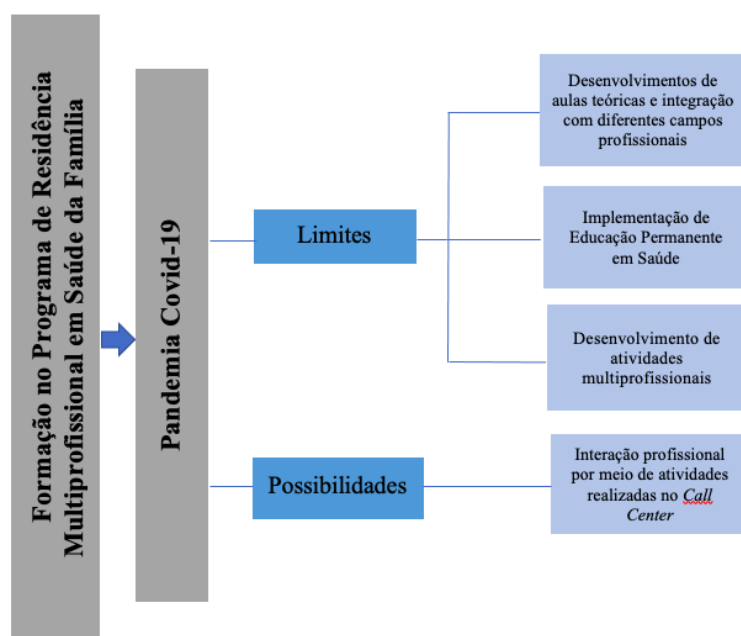 Formação no Programa de Residência
Multiprofissional em Saúde da Família
Pandemia Covid-19
Limites
Desenvolvimentos de
aulas teóricas e integração
com diferentes campos
profissionais
Implementação de
Educação Permanente
em Saúde
Desenvolvimento de
atividades
multiprofissionais
Possibilidades
Interação profissional
por meio de atividades
realizadas no Call
Center